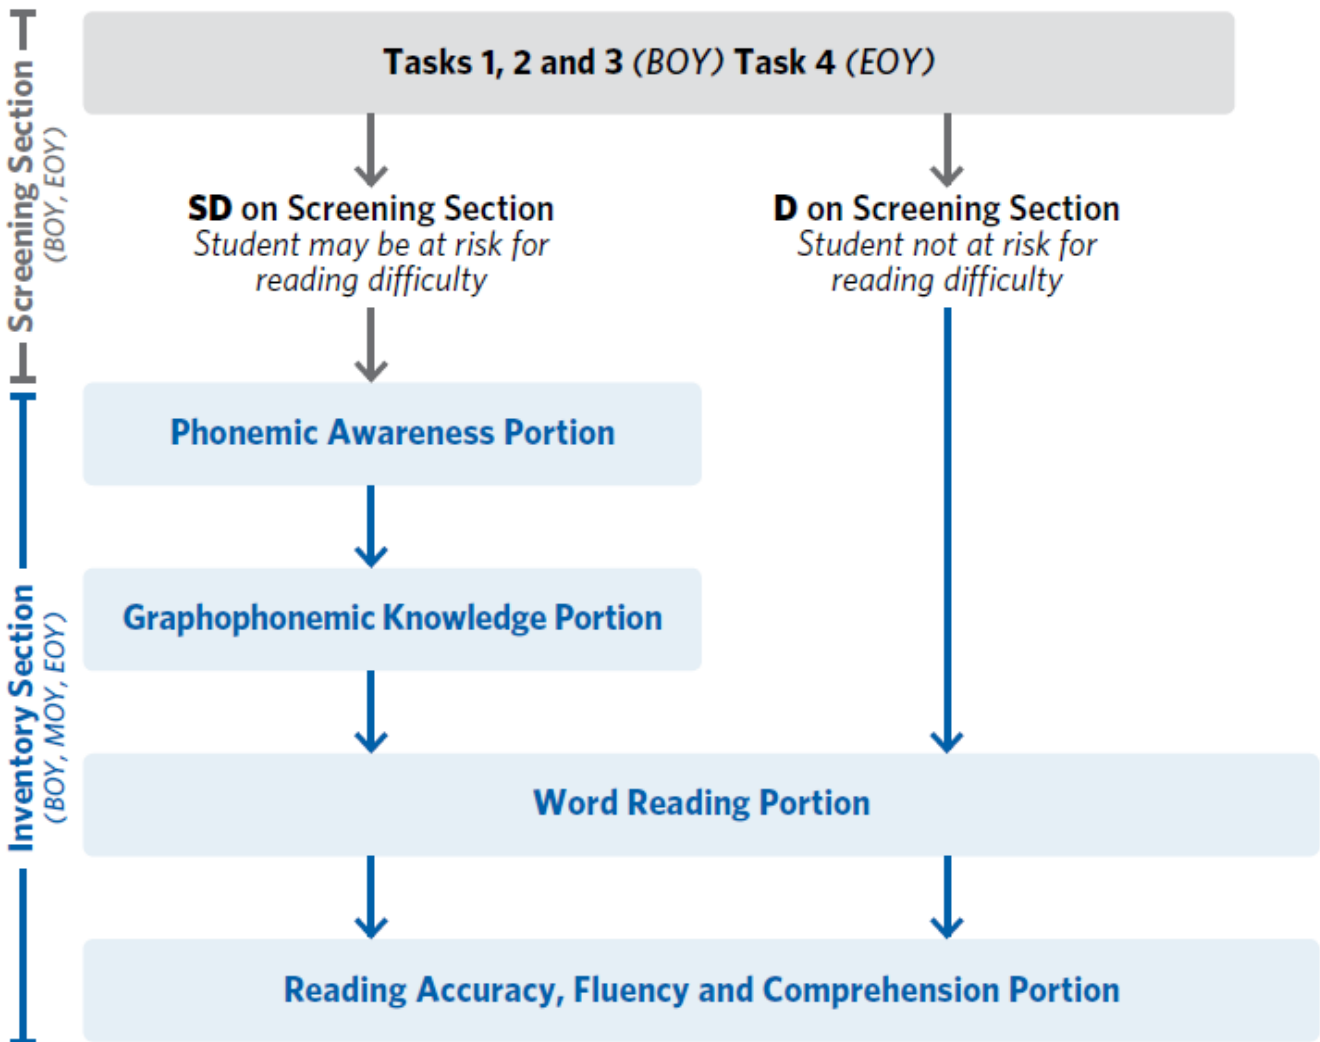 Screening Section
(BOY, EOY)
Tasks 1, 2 and 3 (BOY) Task 4 (EOY)
SD on Screening Section
Student may be at risk for
reading difficulty
D on Screening Section
Student not at risk for
reading difficulty
Inventory Section
(BOY, MOY, EOY)
Phonemic Awareness Portion
Graphophonemic Knowledge Portion
Word Reading Portion
Reading Accuracy, Fluency and Comprehension Portion